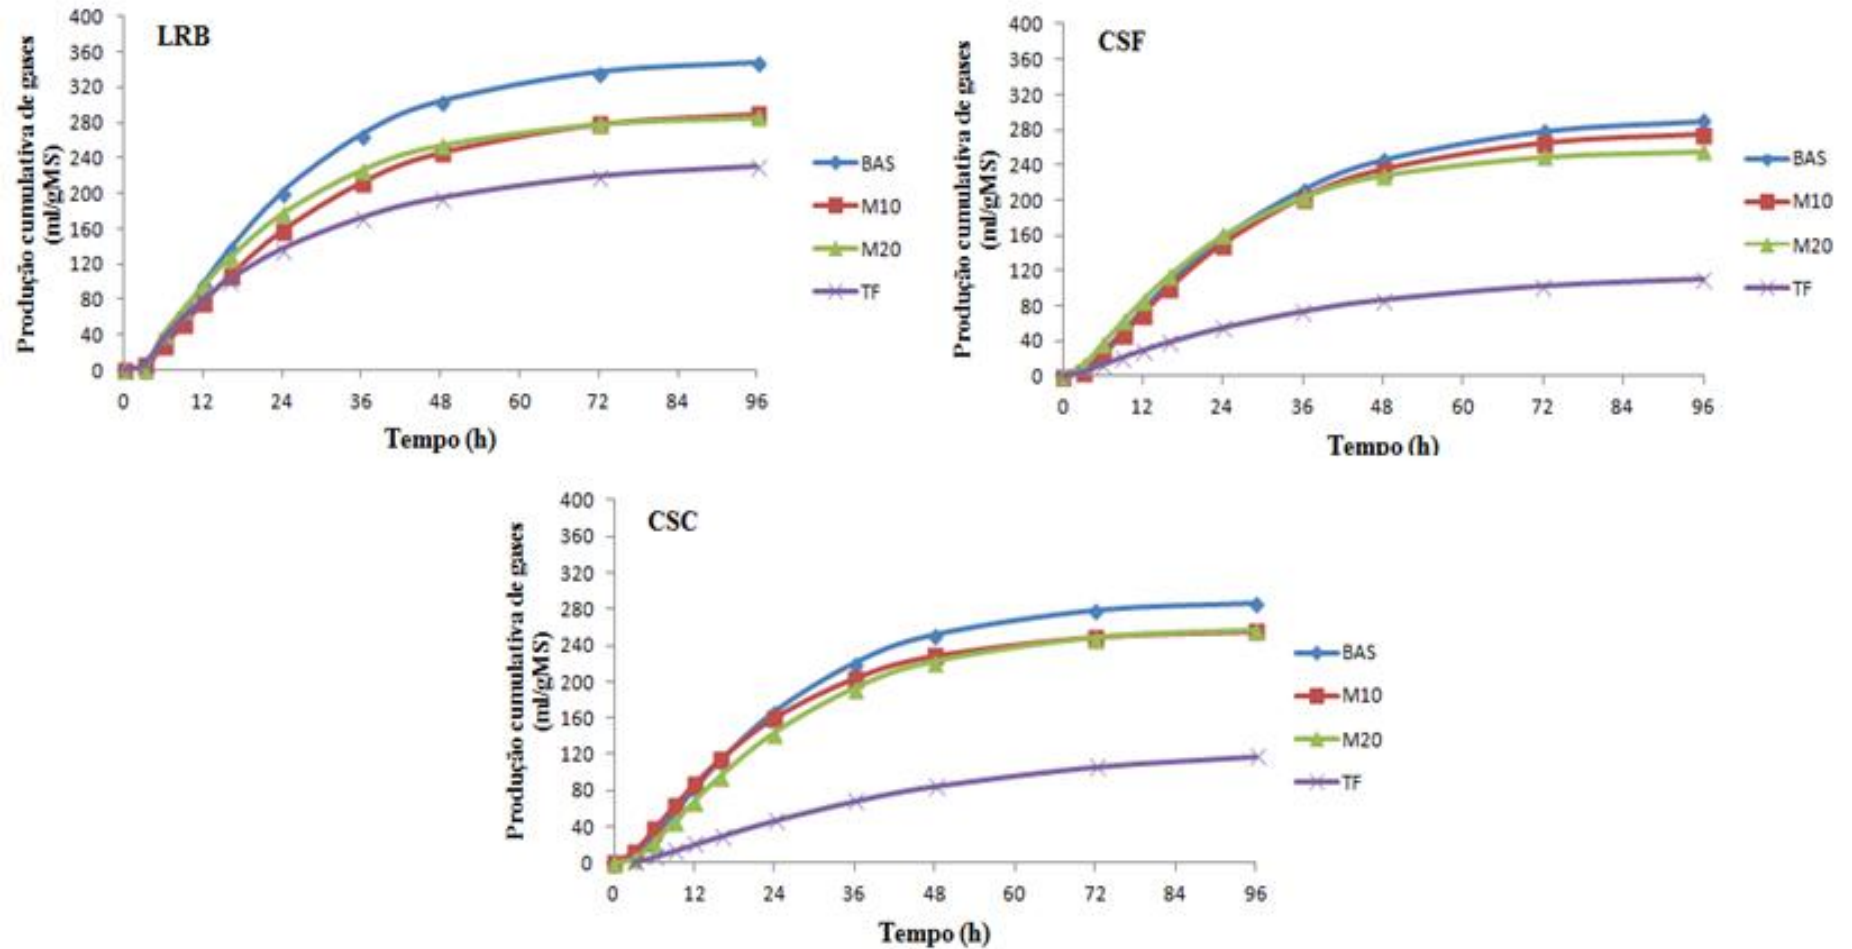 LRB
Produção cumulativa de gases
(ml/gMS)
400
360
320
280
240
200
160
120
80
40
0
0 12 24 36 48 60 72 84 96
Tempo (h)
BAS
M10
M20
TF
CSF
Produção cumulativa de gases
(ml/gMS)
400
360
320
280
240
200
160
120
80
40
0
0 12 24 36 48 60 72 84 96
Tempo (h)
BAS
M10
M20
TF
CSC
Produção cumulativa de gases
(ml/gMS)
400
360
320
280
240
200
160
120
80
40
0
0 12 24 36 48 60 72 84 96
Tempo (h)
BAS
M10
M20
TF